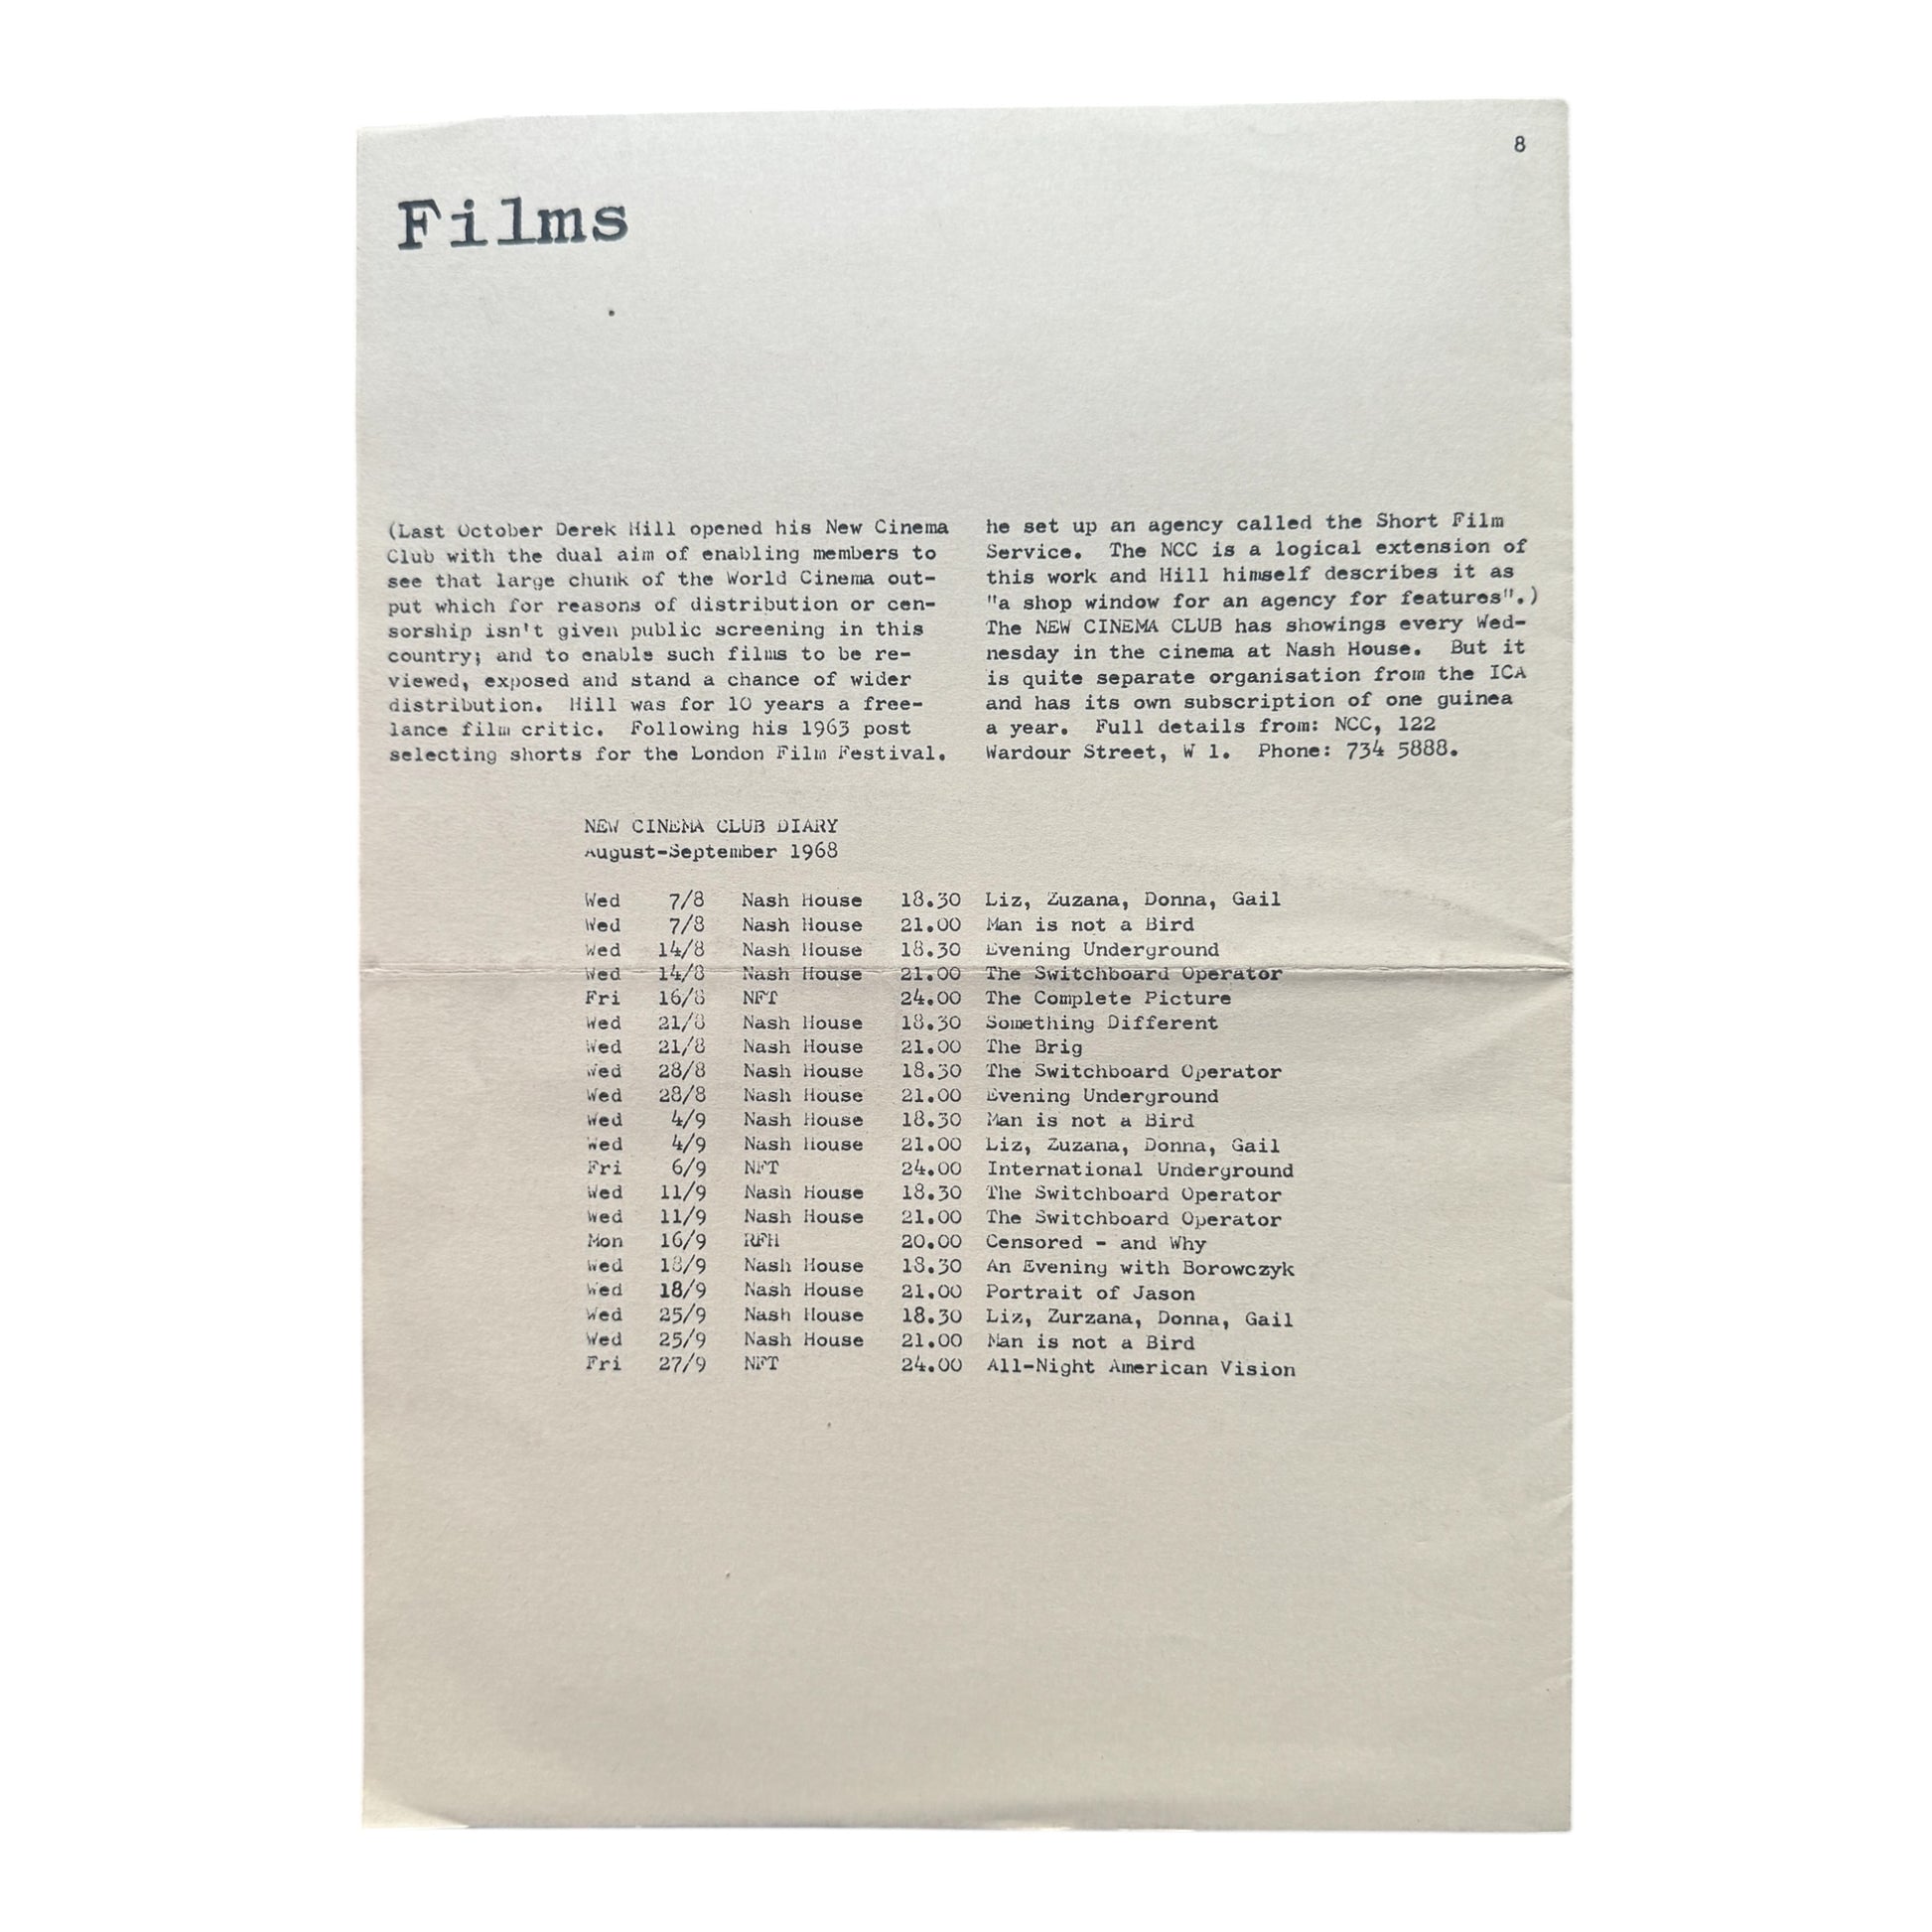 8
Films
(Last October Derek Hill opened his New Cinema
Club with the dual aim of enabling members to
see that large chunk of the World Cinema out-
put which for reasons of distribution or cen-
sorship isn't given public screening in this
country; and to enable such films to be re-
viewed, exposed and stand a chance of wider
distribution. Hill was for 10 years a free-
lance film critic. Following his 1963 post
selecting shorts for the London Film Festival.
he set up an agency called the Short Film
Service. The NCC is a logical extension of
this work and Hill himself describes it as
"a shop window for an agency for features".)
The NEW CINEMA CLUB has showings every Wed-
nesday in the cinema at Nash House. But it
is quite separate organisation from the ICA
and has its own subscription of one guinea
a year. Full details from: NCC, 122
Wardour Street, W 1. Phone: 734 5888.
NEW CINEMA CLUB DIARY
August-September 1968
Wed 7/8 Nash House 18.30 Liz, Zuzana, Donna, Gail
Wed 7/8 Nash House 21.00 Man is not a Bird
Wed 14/8 Nash House 18.30 Evening Underground
Wed 14/8 Nash House 21.00 The Switchboard Operator
Fri 16/8 NFT 24.00 The Complete Picture
Wed 21/8 Nash House 18.30 Something Different
Wed 21/8 Nash House 21.00 The Brig
Wed 28/8 Nash House 18.30 The Switchboard Operator
Wed 28/8 Nash House 21.00 Evening Underground
Wed 4/9 Nash House 18.30 Man is not a Bird
Wed 4/9 Nash House 21.00 Liz, Zuzana, Donna, Gail
Fri 6/9 NFT 24.00 International Underground
Wed 11/9 Nash House 18.30 The Switchboard Operator
Wed 11/9 Nash House 21.00 The Switchboard Operator
Mon 16/9 RFH 20.00 Censored - and Why
Wed 18/9 Nash House 18.30 An Evening with Borowczyk
Wed 18/9 Nash House 21.00 Portrait of Jason
Wed 25/9 Nash House 18.30 Liz, Zurzana, Donna, Gail
Wed 25/9 Nash House 21.00 Man is not a Bird
Fri 27/9 NFT 24.00 All-Night American Vision